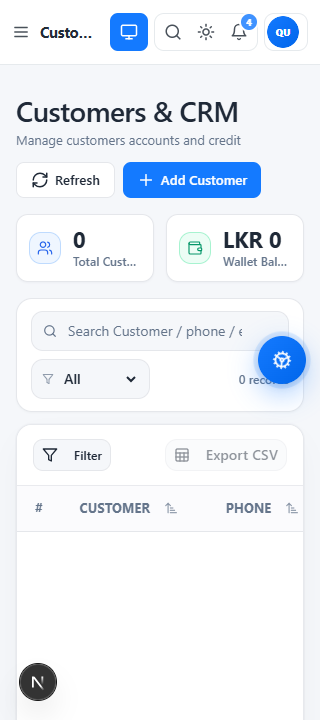 Custo...
4
QU
Customers & CRM
Manage customers accounts and credit
Refresh
Add Customer
0
Total Cust...
LKR 0
Wallet Bal...
Search Customer / phone / e
All
0
Filter
Export CSV
# CUSTOMER PHONE
N